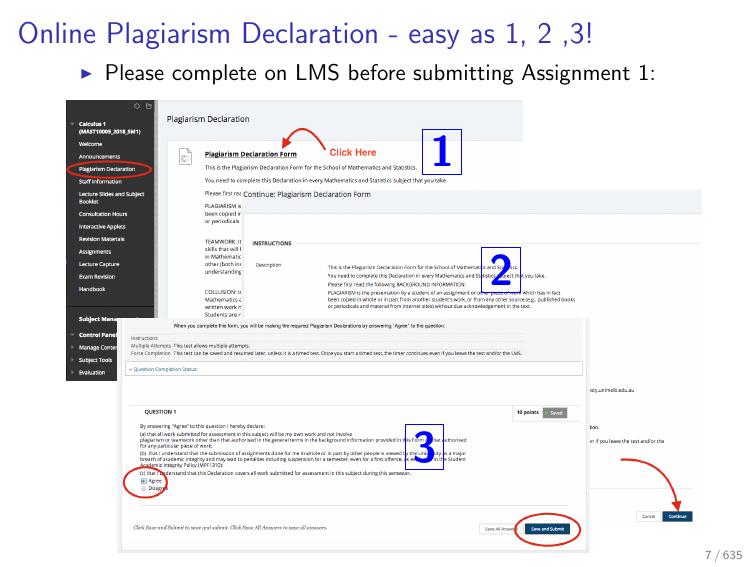 Online Plagiarism Declaration - easy as 1, 2 ,3!
▶ Please complete on LMS before submitting Assignment 1:
Calculus 1
(MAST10005_2018_SM1)
Welcome
Announcements
Plagiarism Declaration
Staff Information
Lecture Slides and Subject
Booklet
Consultation Hours
Interactive Applets
Revision Materials
Assignments
Lecture Capture
Exam Revision
Handbook
Subject Mana
Control Panel
Manage Conten
Subject Tools
Evaluation
Plagiarism Declaration
Plagiarism Declaration Form
Click Here
1
This is the Plagiarism Declaration Form for the School of Mathematics and Statistics.
You need to complete this Declaration in every Mathematics and Statistics subject that you take.
Please first rea
PLAGIARISM is
been copied in
or periodicals
TEAMWORK: I
skills that will
in Mathematic
other (both in
understanding
COLLUSION: I
Mathematics a
written work m
Students are r
Continue: Plagiarism Declaration Form
INSTRUCTIONS
2
Description
This is the Plagiarism Declaration Form for the School of Mathematics and Statistics.
You need to complete this Declaration in every Mathematics and Statistics subject that you take.
Please first read the following BACKGROUND INFORMATION:
PLAGIARISM is the presentation by a student of an assignment or other piece of work which has in fact
been copied in whole or in part from another student's work, or from any other source (e.g., published books
or periodicals and material from Internet sites) without due acknowledgement in the text.
sity.unimelb.edu.au
tion.
er if you leave the test and/or the
Cancel
Continue
When you complete this form, you will be making the required Plagiarism Declarations by answering 'Agree' to the question.
Instructions
Multiple Attempts This test allows multiple attempts.
Force Completion This test can be saved and resumed later, unless it is a timed test. Once you start a timed test, the timer continues even if you leave the test and/or the LMS.
Question Completion Status:
QUESTION 1
10 points
Saved
3
By answering "Agree" to this question I hereby declare:
(a) that all work submitted for assessment in this subject will be my own work and not involve
plagiarism or teamwork other than that authorised in the general terms in the background information provided in this Form or that authorised
for any particular piece of work;
(b) that I understand that the submission of assignments done for me in whole or in part by other people is viewed by the University as a major
breach of academic integrity and may lead to penalties including suspension for a semester, even for a first offence, as in the Student
Academic Integrity Policy (MPF1310);
(c) that I understand that this Declaration covers all work submitted for assessment in this subject during this semester.
Agree
Disagree
Click Save and Submit to save and submit. Click Save All Answers to save all answers.
Save All Answers
Save and Submit
7 / 635